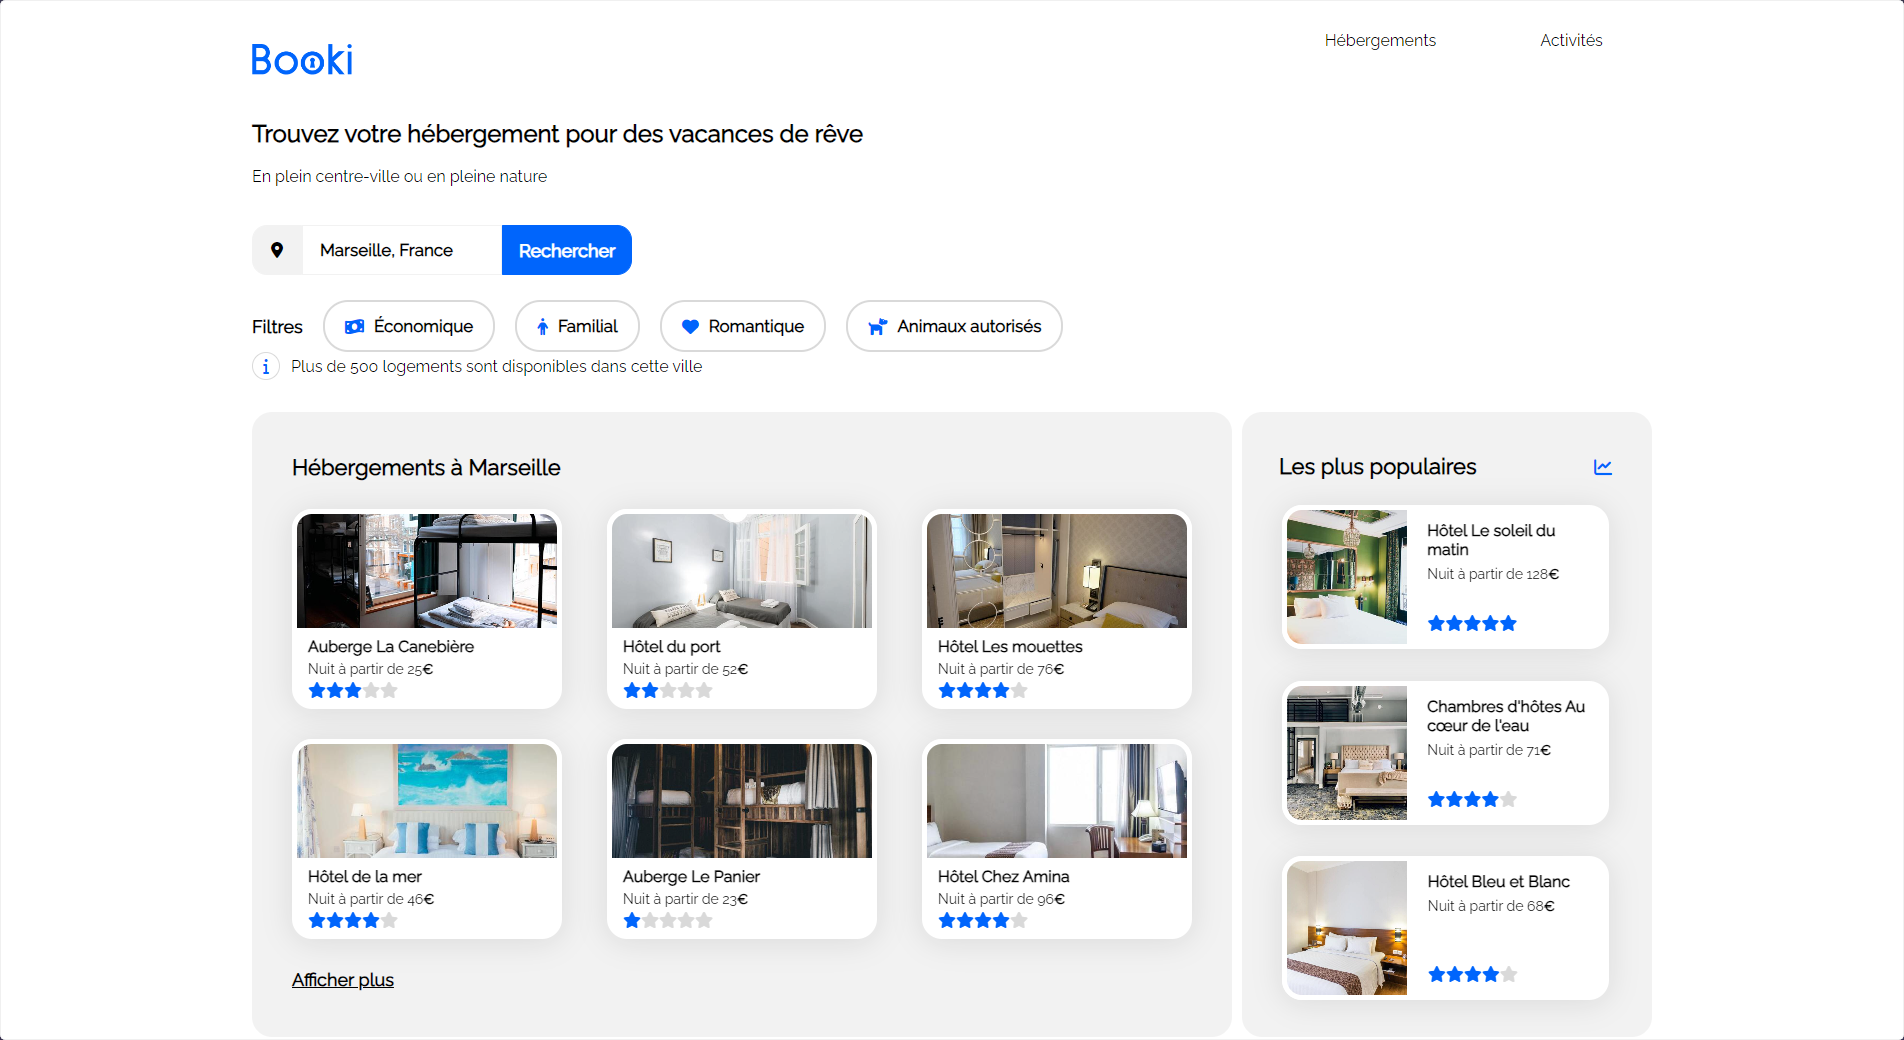 Booki
Hébergements
Activités
Trouvez votre hébergement pour des vacances de rêve
En plein centre-ville ou en pleine nature
Marseille, France
Rechercher
Filtres
Économique
Familial
Romantique
Animaux autorisés
Plus de 500 logements sont disponibles dans cette ville
Hébergements à Marseille
Auberge La Canebière
Nuit à partir de 25€
Hôtel du port
Nuit à partir de 52€
Hôtel Les mouettes
Nuit à partir de 76€
Hôtel de la mer
Nuit à partir de 46€
Auberge Le Panier
Nuit à partir de 23€
Hôtel Chez Amina
Nuit à partir de 96€
Afficher plus
Les plus populaires
Hôtel Le soleil du
matin
Nuit à partir de 128€
Chambres d'hôtes Au
cœur de l'eau
Nuit à partir de 71€
Hôtel Bleu et Blanc
Nuit à partir de 68€